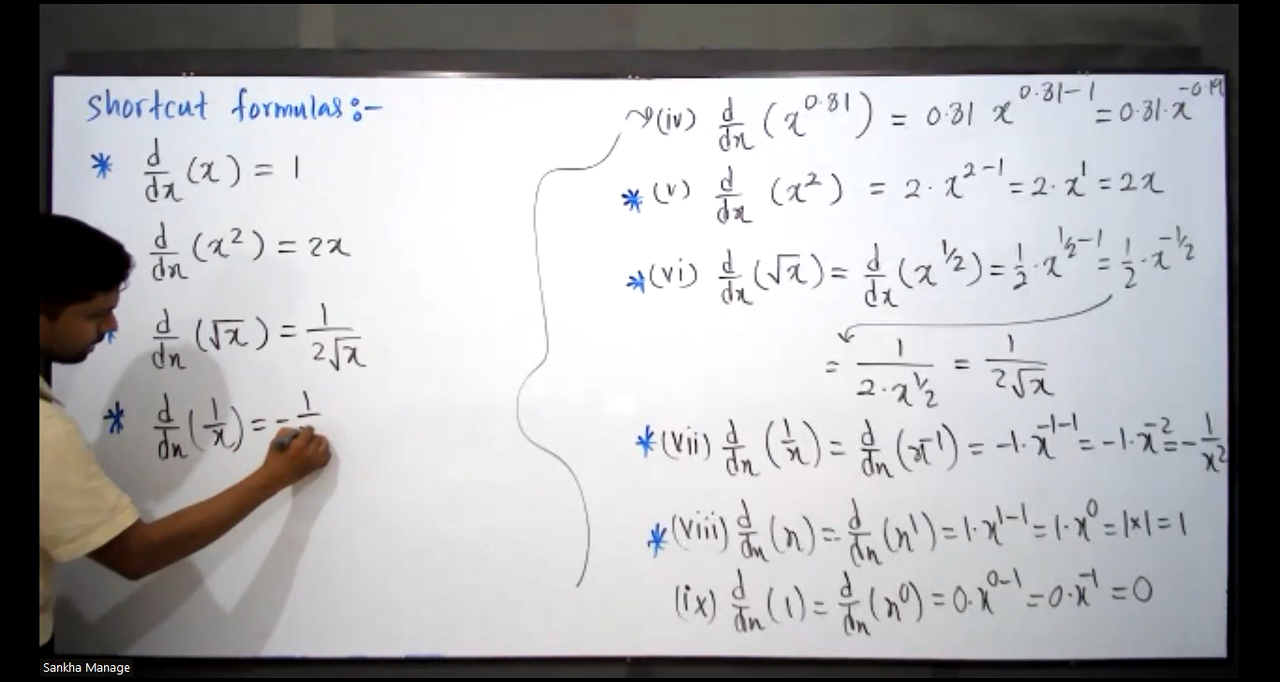 Shortcut formulas:-
* d/dx (x) = 1
d/dx (x²) = 2x
* d/dx (√x) = 1/(2√x)
* d/dx (1/x) = - 1/
(iv) d/dx (x^0.81) = 0.81 x^(0.81-1) = 0.81·x^-0.19
* (v) d/dx (x²) = 2·x^(2-1) = 2·x^1 = 2x
* (vi) d/dx (√x) = d/dx (x^1/2) = 1/2·x^(1/2-1) = 1/2·x^-1/2
= 1/(2·x^1/2) = 1/(2√x)
* (vii) d/dx (1/x) = d/dx (x^-1) = -1·x^(-1-1) = -1·x^-2 = -1/x²
* (viii) d/dx (x) = d/dx (x^1) = 1·x^(1-1) = 1·x^0 = 1×1 = 1
(ix) d/dx (1) = d/dx (x^0) = 0·x^(0-1) = 0·x^-1 = 0
Sankha Manage